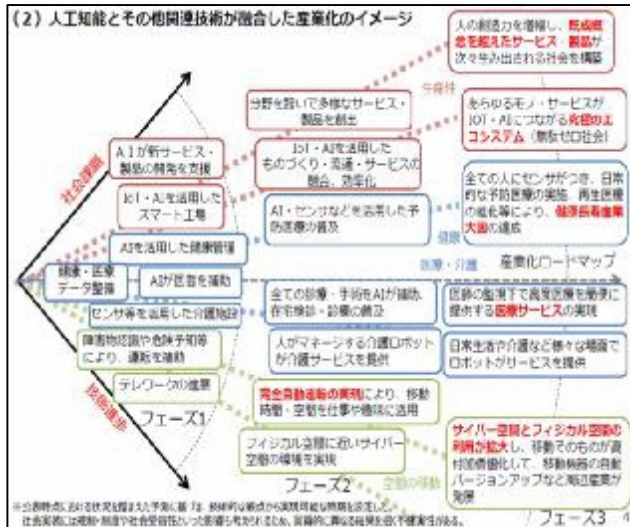 (2)人工知能とその他関連技術が融合した産業化のイメージ
人の創造力を増幅し、既成概
念を超えたサービス・製品が
次々生み出される社会を構築
生産性
分野を跨いで多様なサービス・
製品を創出
あらゆるモノ・サービスが
IOT・AIにつながる究極のエ
コシステム(無駄ゼロ社会)
社会課題
AIが新サービス・
製品の開発を支援
IoT・AIを活用した
ものづくり・流通・サービスの
融合、効率化
IoT・AIを活用した
スマート工場
全ての人にセンサがつき、日常
的な予防医療の実施、再生医療
の進化等により、健康長寿産業
大国の達成
AI・センサなどを活用した予
防医療の普及
健康
AIを活用した健康管理
医療・介護
産業化ロードマップ
健康・医療
データ整備
AIが医者を補助
全ての診療・手術をAIが補助、
在宅検診・診療の普及
医師の監視下で高度医療を簡便に
提供する医療サービスの実現
センサ等を活用した介護施設
人がマネージする介護ロボット
が介護サービスを提供
日常生活や介護など様々な場面で
ロボットがサービスを提供
障害物認識や危険予知等
により、運転を補助
テレワーク
の進展
完全自動運転の実現により、移動
時間・空間を仕事や趣味に活用
技術進歩
フェーズ1
フィジカル空間に近いサイバー
空間の環境を実現
サイバー空間とフィジカル空間の
利用が拡大し、移動そのものが高
付加価値化して、移動機器の自動
バージョンアップなど周辺産業が
発展
空間の移動
フェーズ2
フェーズ3